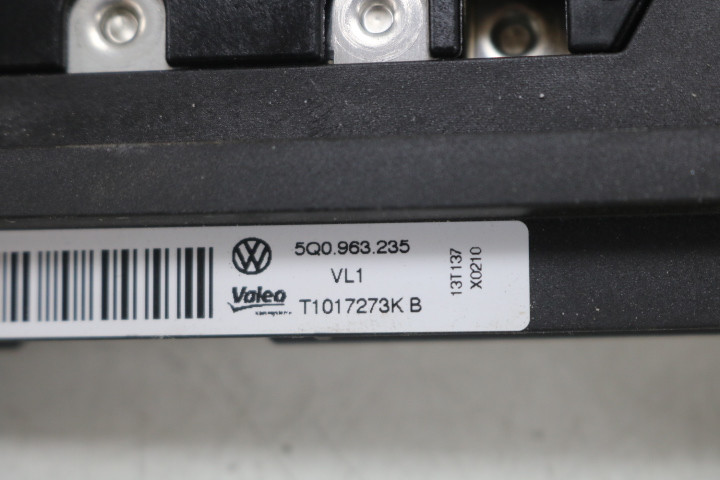 5Q0.963.235
VL1
Valeo
T1017273K B
13T137
X0210